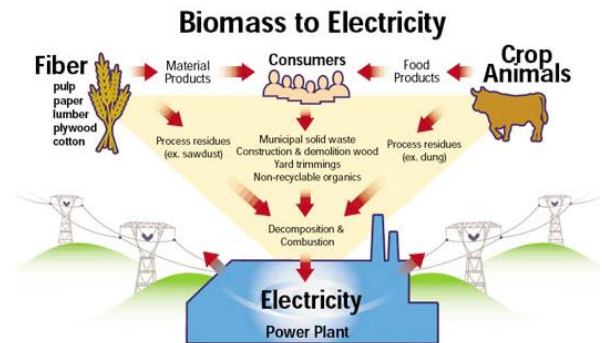 Biomass to Electricity
Fiber
pulp
paper
lumber
plywood
cotton
Material
Products
Consumers
Food
Products
Crop
Animals
Process residues
(ex. sawdust)
Municipal solid waste
Construction & demolition wood
Yard trimmings
Non-recyclable organics
Process residues
(ex. dung)
Decomposition &
Combustion
Electricity
Power Plant